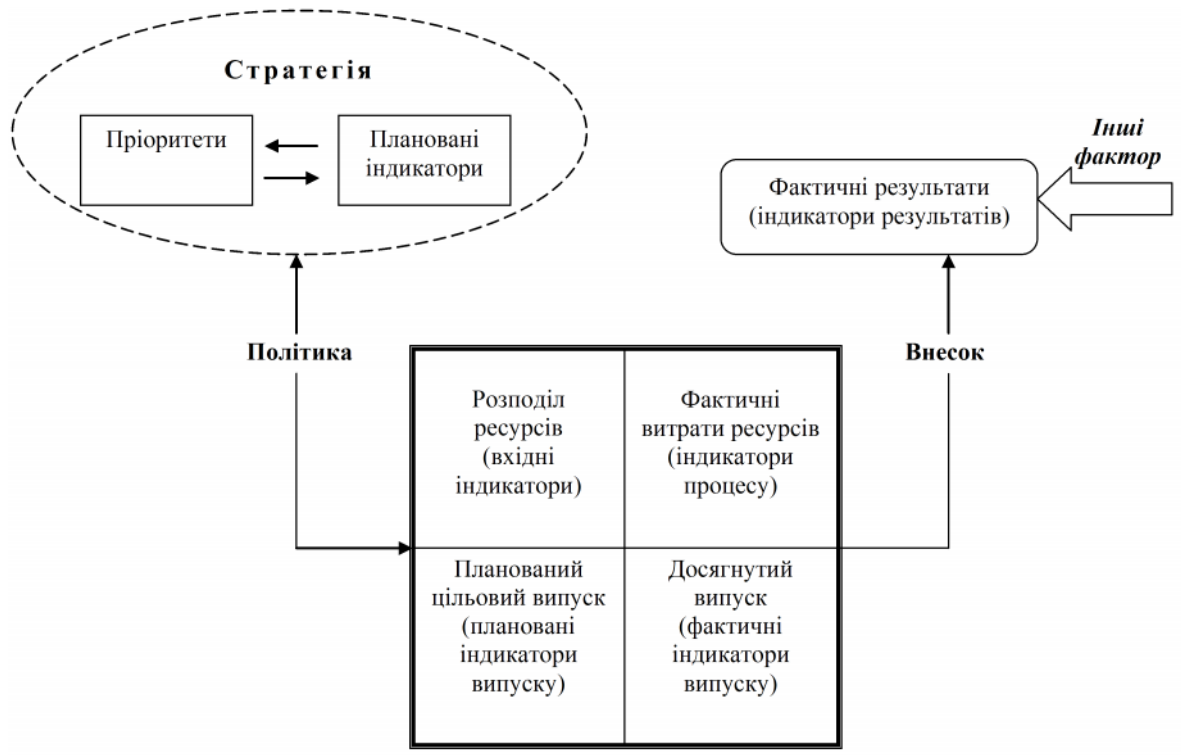 Стратегія
Пріоритети
Плановані
індикатори
Інші
фактор
Фактичні результати
(індикатори результатів)
Політика
Внесок
Розподіл
ресурсів
(вхідні
індикатори)
Фактичні
витрати ресурсів
(індикатори
процесу)
Планований
цільовий випуск
(плановані
індикатори
випуску)
Досягнутий
випуск
(фактичні
індикатори
випуску)